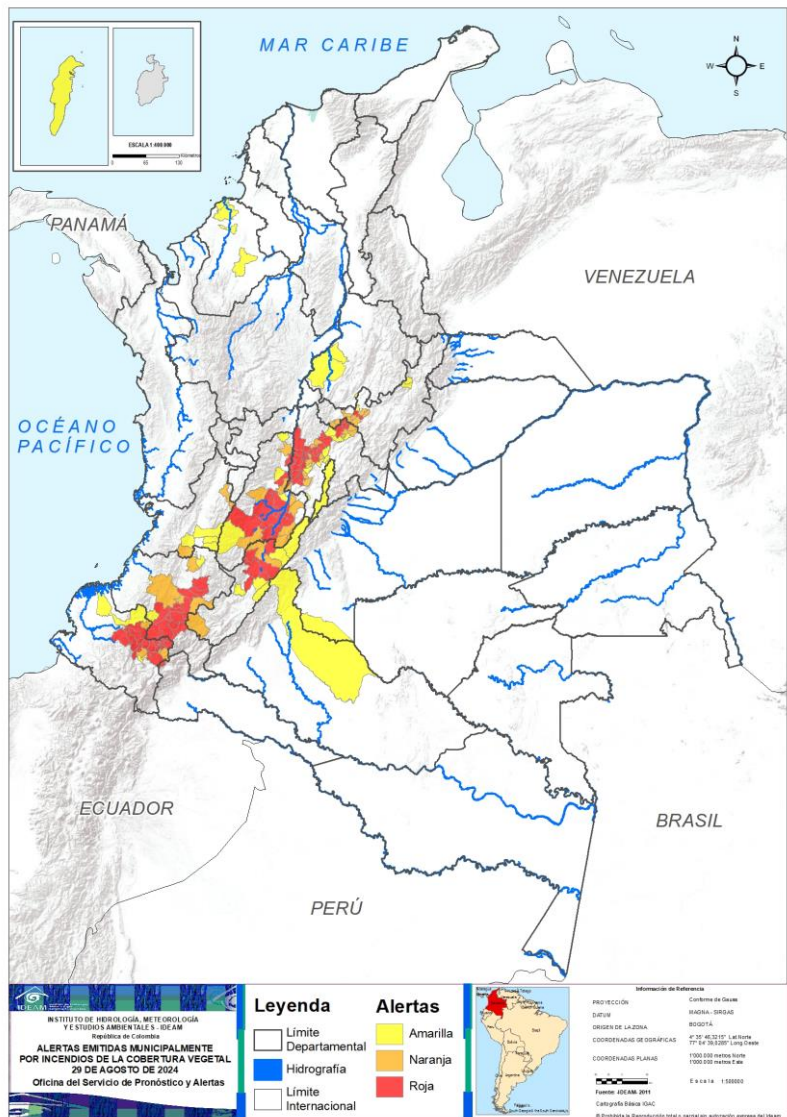 MAR CARIBE
N
W
E
S
ESCALA 1:400.000
PANAMÁ
VENEZUELA
OCÉANO
PACÍFICO
ECUADOR
BRASIL
PERÚ
IDEAM
INSTITUTO DE HIDROLOGÍA, METEOROLOGÍA
Y ESTUDIOS AMBIENTALES - IDEAM
República de Colombia
ALERTAS EMITIDAS MUNICIPALMENTE
POR INCENDIOS DE LA COBERTURA VEGETAL
29 DE AGOSTO DE 2024
Oficina del Servicio de Pronóstico y Alertas
Leyenda
Límite
Departamental
Hidrografía
Límite
Internacional
Alertas
Amarilla
Naranja
Roja
Información de Referencia
PROYECCIÓN
Conforme de Gauss
DATUM
MAGNA - SIRGAS
ORIGEN DE LA ZONA
BOGOTÁ
COORDENADAS GEOGRÁFICAS
COORDENADAS PLANAS
1'000.000 metros Norte
1'000.000 metros Este
Escala
Fuente: IDEAM- 2011
Cartografía Básica: IGAC